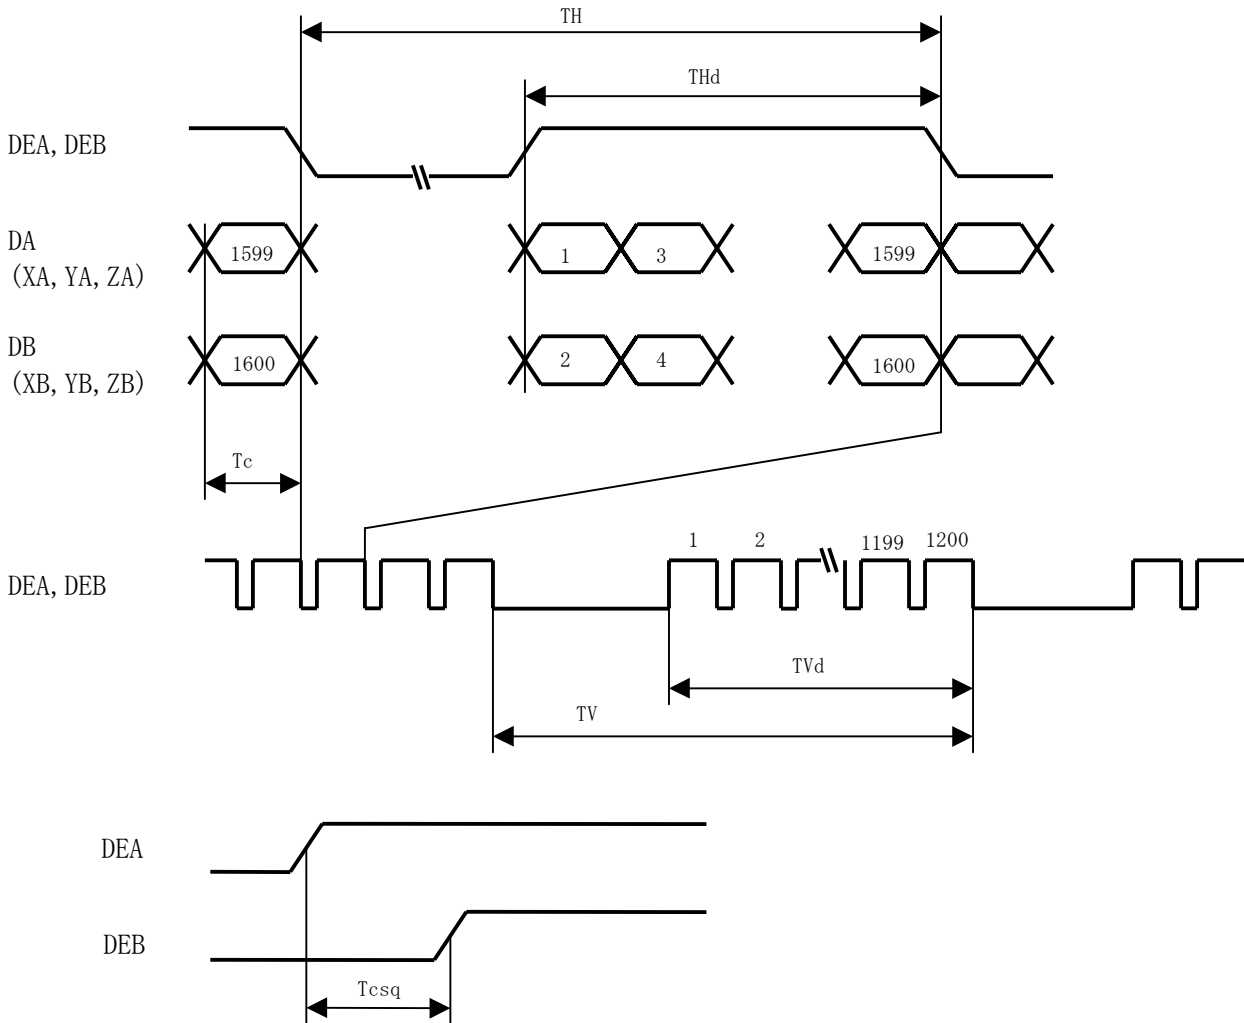 TH
THd
DEA, DEB
DA
(XA, YA, ZA)
1599
1
3
1599
DB
(XB, YB, ZB)
1600
2
4
1600
Tc
1
2
1199
1200
DEA, DEB
TVd
TV
DEA
DEB
Tcsq